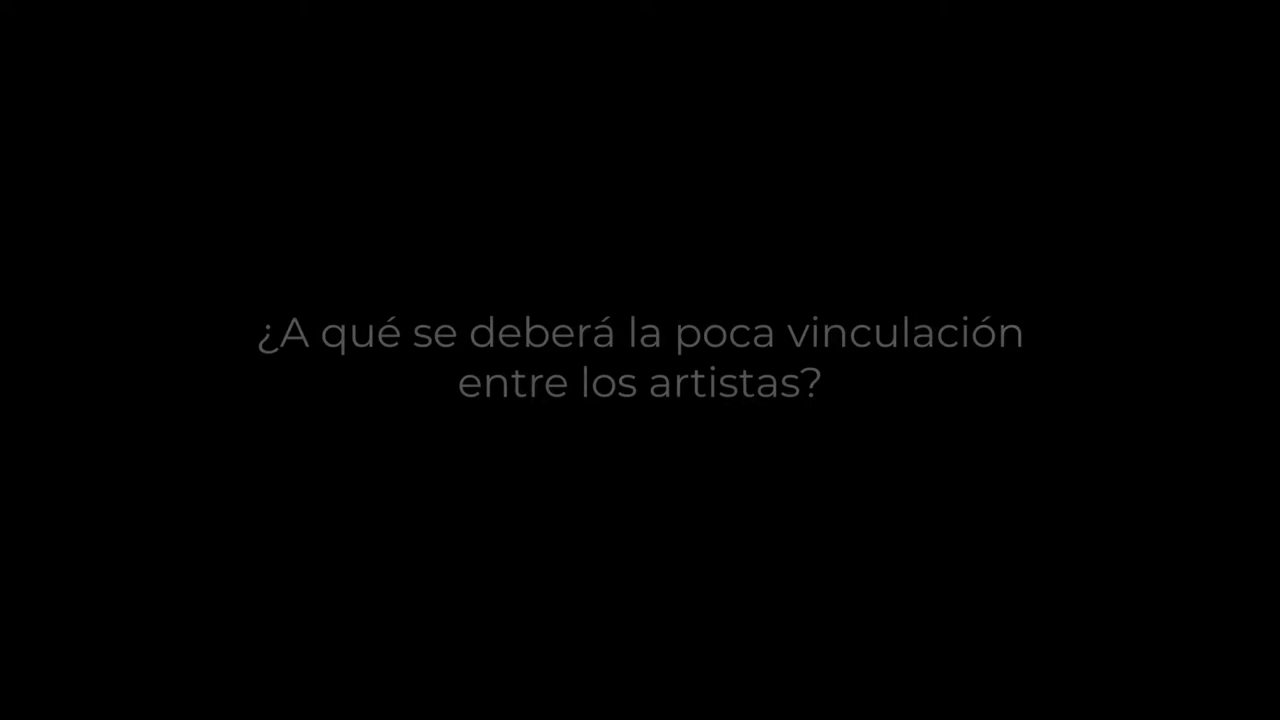 ¿A qué se deberá la poca vinculación
entre los artistas?